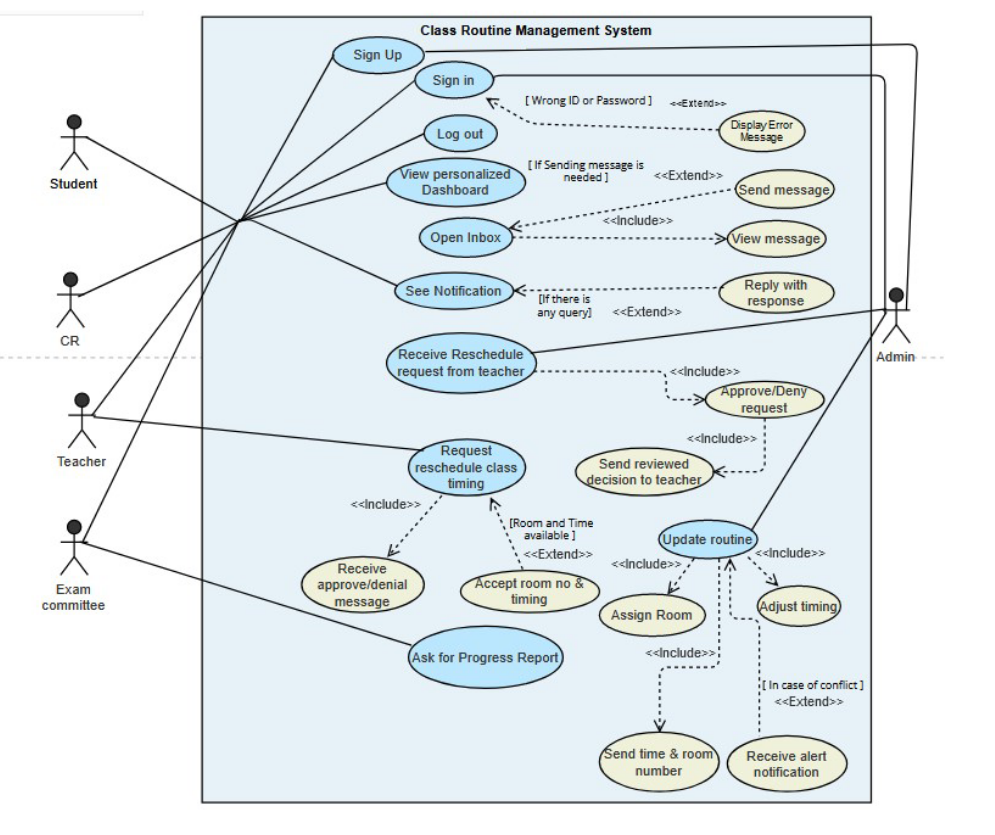 Class Routine Management System
Sign Up
Sign in
[ Wrong ID or Password ]
<<Extend>>
Display Error
Message
Log out
Student
[ If Sending message is
needed ]
<<Extend>>
View personalized
Dashboard
Send message
<<Include>>
Open Inbox
View message
See Notification
Reply with
response
[If there is
any query]
<<Extend>>
CR
Admin
Receive Reschedule
request from teacher
<<Include>>
Approve/Deny
request
<<Include>>
Teacher
Request
reschedule class
timing
Send reviewed
decision to teacher
<<Include>>
[Room and Time
available ]
<<Extend>>
Update routine
<<Include>>
<<Include>>
Receive
approve/denial
message
Accept room no &
timing
Exam
committee
Assign Room
Adjust timing
Ask for Progress Report
<<Include>>
[ In case of conflict ]
<<Extend>>
Send time & room
number
Receive alert
notification